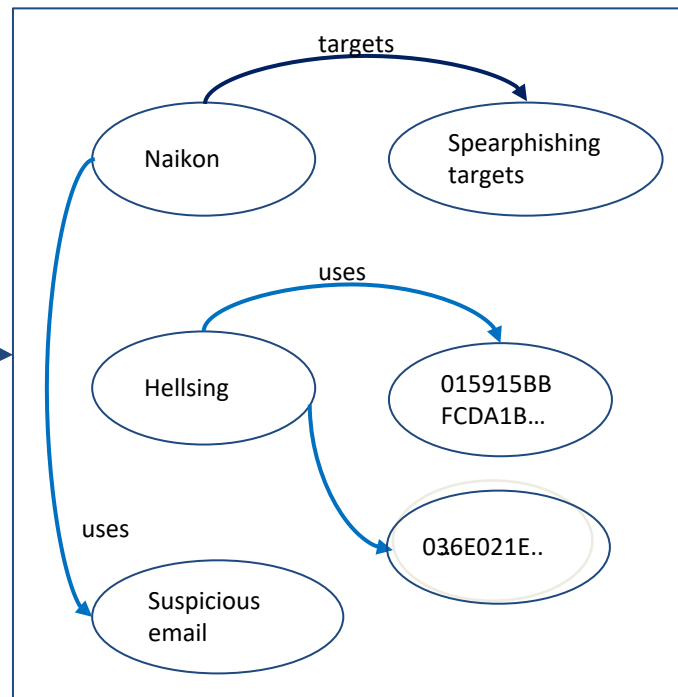 targets
Naikon
Spearphishing
targets
uses
Hellsing
015915BB
FCDA1B...
036E021E..
uses
Suspicious
email